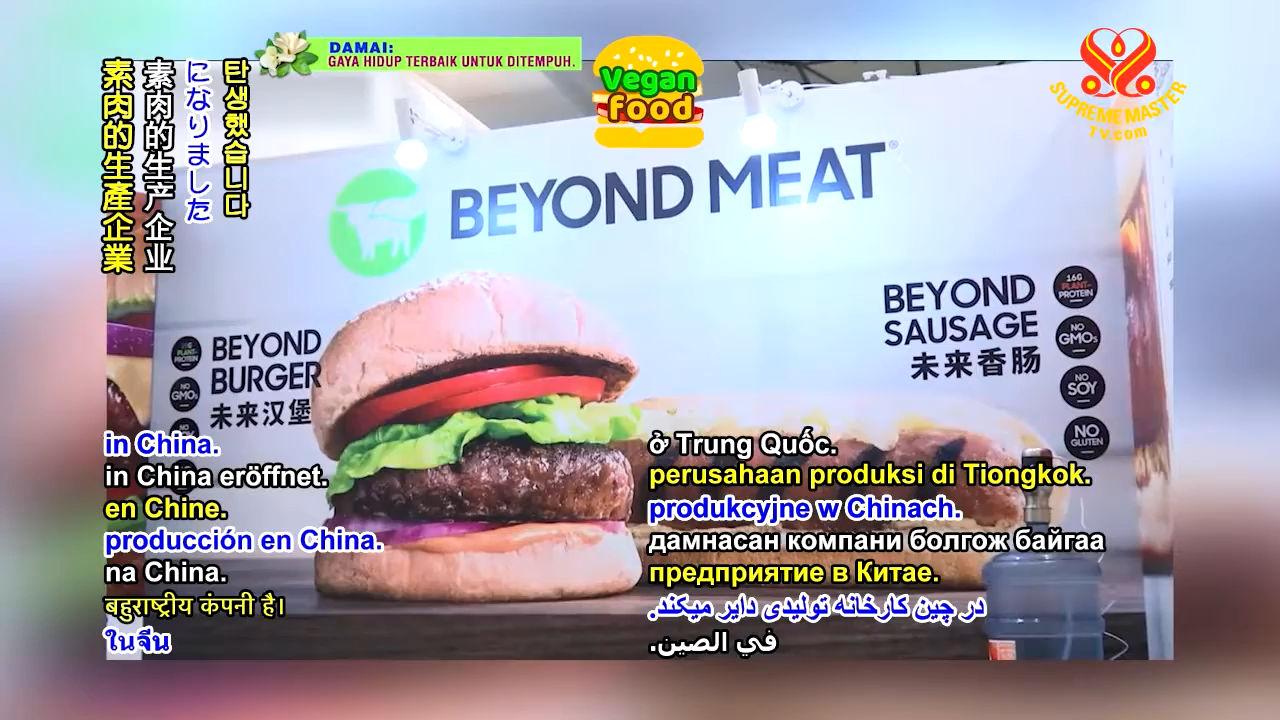 DAMAI:
GAYA HIDUP TERBAIK UNTUK DITEMPUH.
Vegan
food
SUPREME MASTER
TV.com
탄생했습니다
になりました
素肉的生产企业
素肉的生產企業
BEYOND MEAT®
BEYOND
BURGER
未来汉堡
PLANT-
PROTEIN
NO
GMOs
NO
BEYOND
SAUSAGE
未来香肠
16G
PLANT-
PROTEIN
NO
GMOs
NO
SOY
NO
GLUTEN
in China.
in China eröffnet.
en Chine.
producción en China.
na China.
बहुराष्ट्रीय कंपनी है।
ในจีน
ở Trung Quốc.
perusahaan produksi di Tiongkok.
produkcyjne w Chinach.
дамнасан компани болгож байгаа
предприятие в Китае.
در چین کارخانه تولیدی دایر میکند.
في الصين.